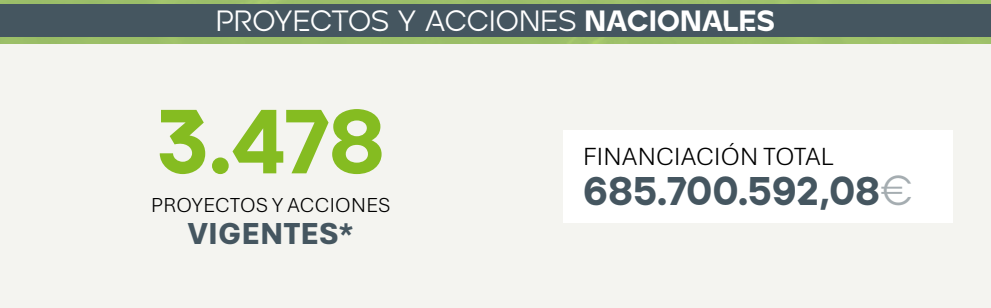 PROYECTOS Y ACCIONES NACIONALES
3.478
PROYECTOS Y ACCIONES
VIGENTES*
FINANCIACIÓN TOTAL
685.700.592,08€